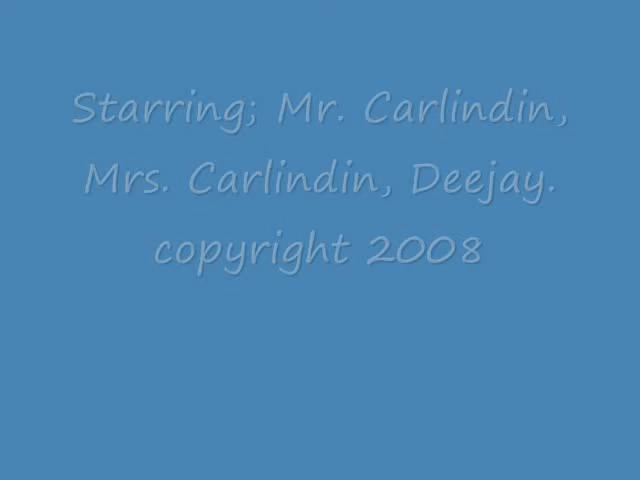 Starring; Mr. Carlindin,
Mrs. Carlindin, Deejay.
copyright 2008